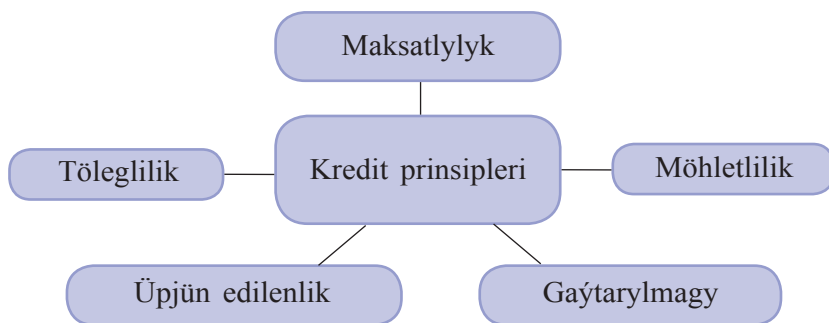 Maksatlylyk
Töleglilik
Kredit prinsipleri
Möhletlilik
Üpjün edilenlik
Gaýtarylmagy